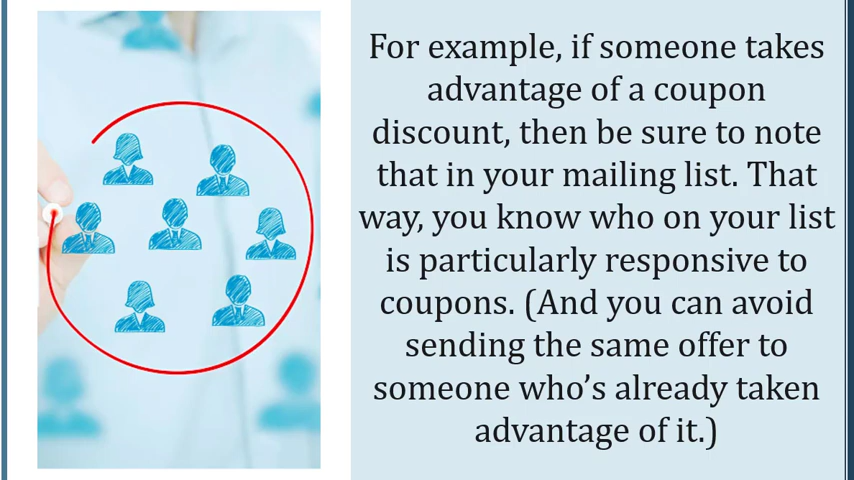 For example, if someone takes
advantage of a coupon
discount, then be sure to note
that in your mailing list. That
way, you know who on your list
is particularly responsive to
coupons. (And you can avoid
sending the same offer to
someone who’s already taken
advantage of it.)